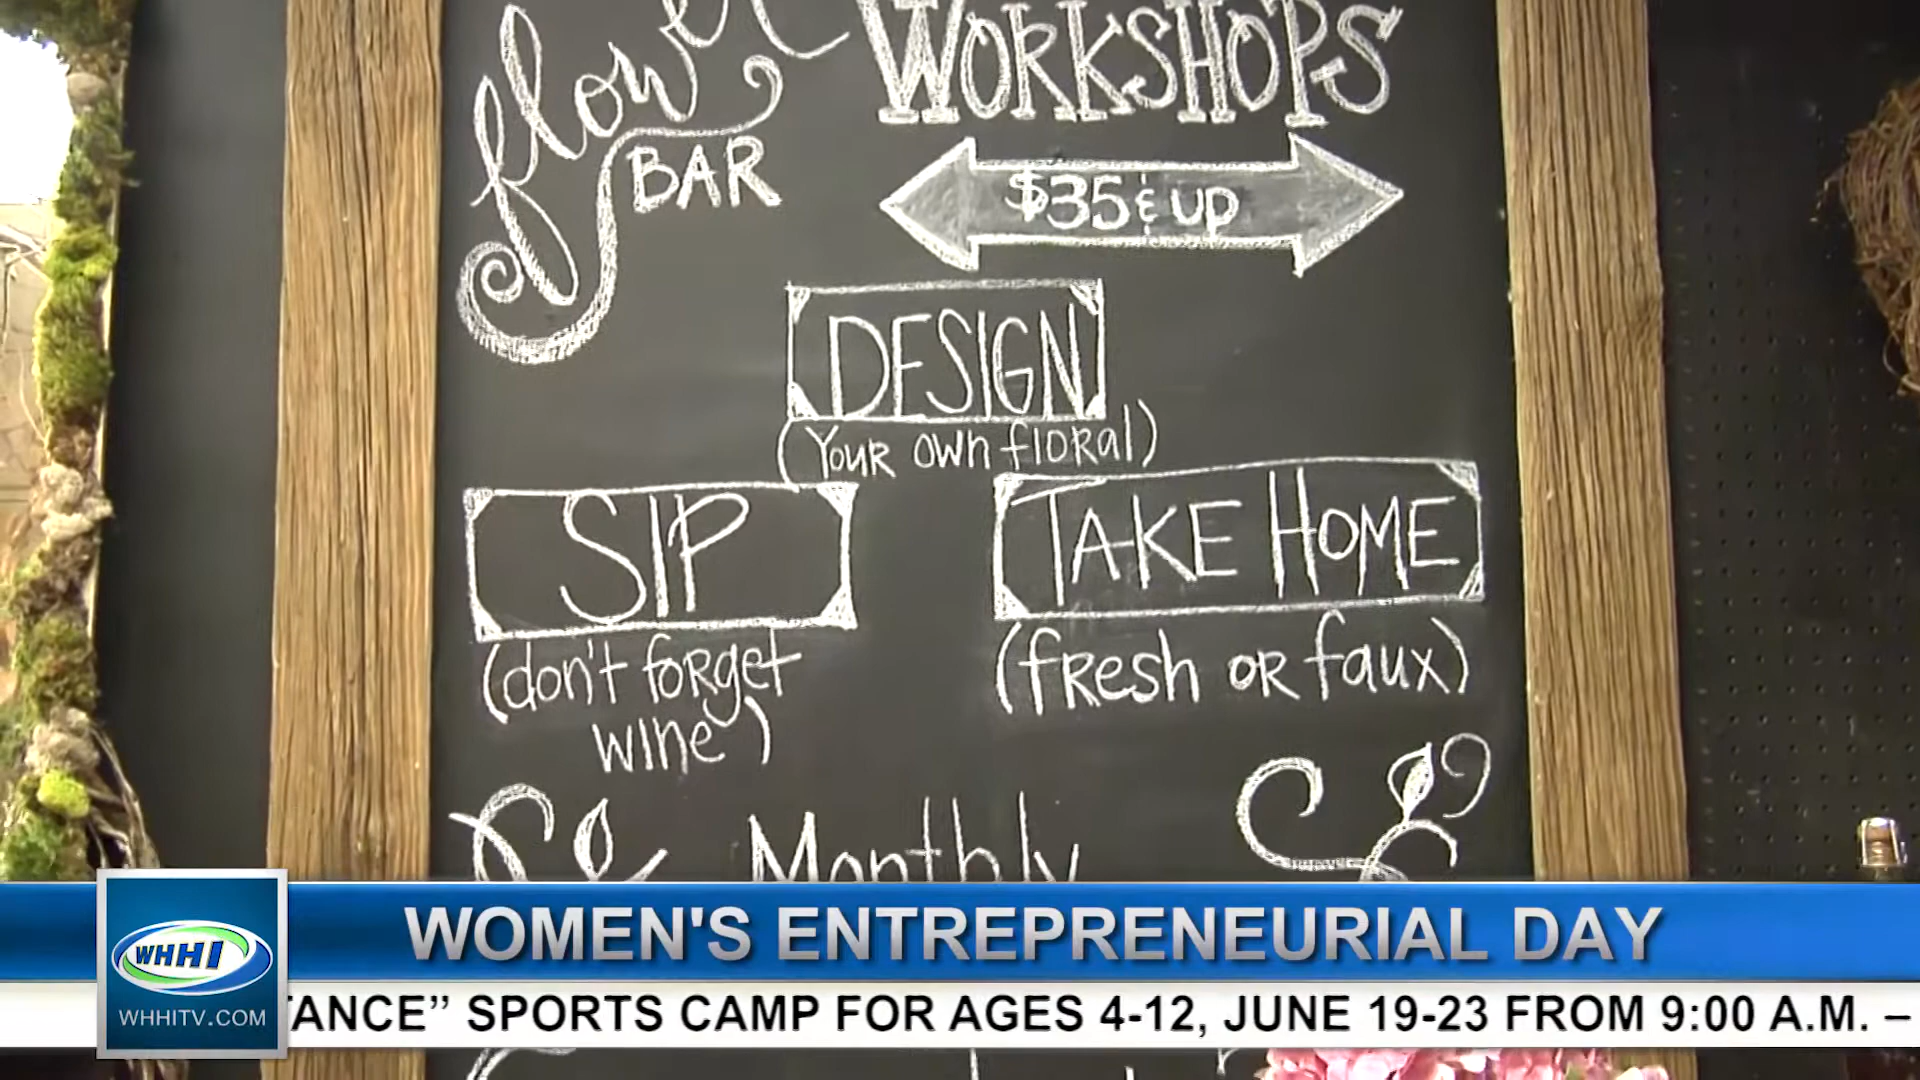 flower
BAR
WORKSHOPS
$35 & UP
DESIGN
(YOUR OWN floRal)
SIP
(don't foRget
wine)
TAKE HOME
(fResh OR faux)
Monthly
WOMEN'S ENTREPRENEURIAL DAY
WHHI
WHHITV.COM
TANCE” SPORTS CAMP FOR AGES 4-12, JUNE 19-23 FROM 9:00 A.M. –